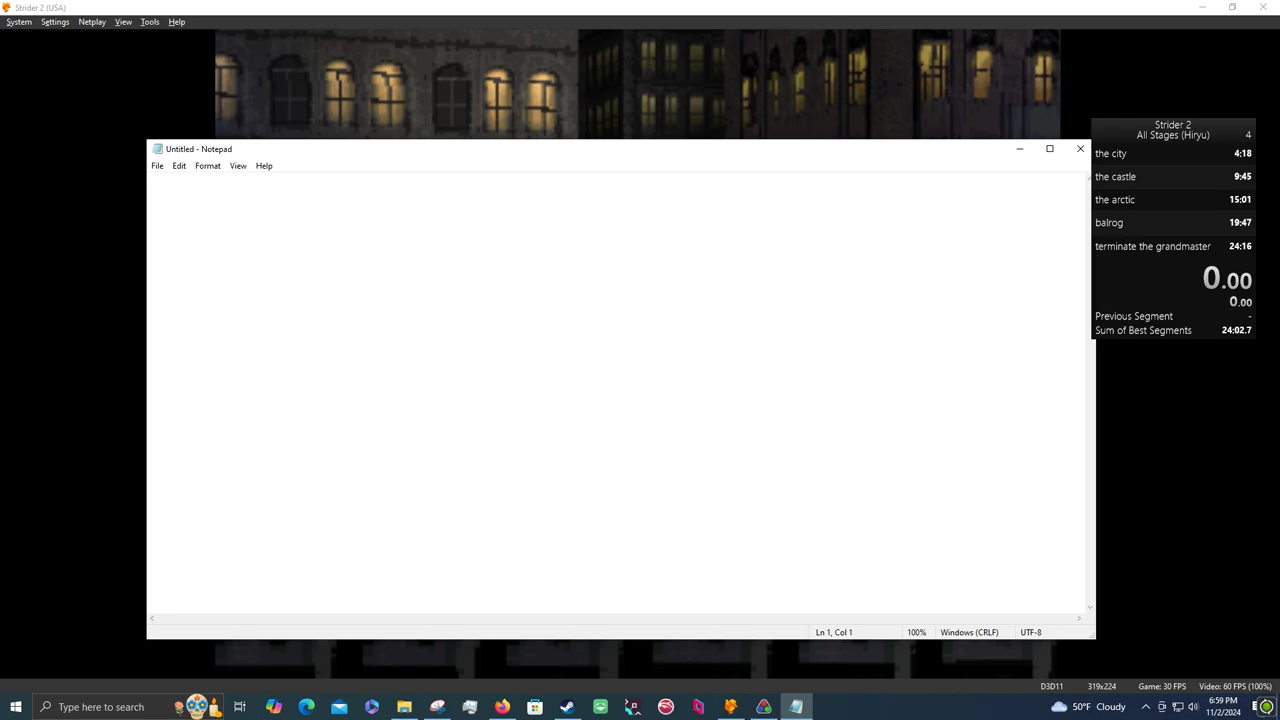 Strider 2 (USA)
System Settings Netplay View Tools Help
Untitled - Notepad
File Edit Format View Help
Ln 1, Col 1 100% Windows (CRLF) UTF-8
Strider 2
All Stages (Hiryu) 4
the city 4:18
the castle 9:45
the arctic 15:01
balrog 19:47
terminate the grandmaster 24:16
0.00
0.00
Previous Segment -
Sum of Best Segments 24:02.7
D3D11 319x224 Game: 30 FPS Video: 60 FPS (100%)
Type here to search
50°F Cloudy
6:59 PM
11/2/2024